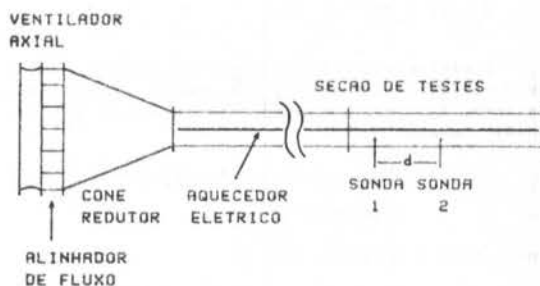 VENTILADOR
AXIAL
SECAO DE TESTES
d
CONE
REDUTOR
AQUECEDOR
ELETRICO
SONDA SONDA
1 2
ALINHADOR
DE FLUXO